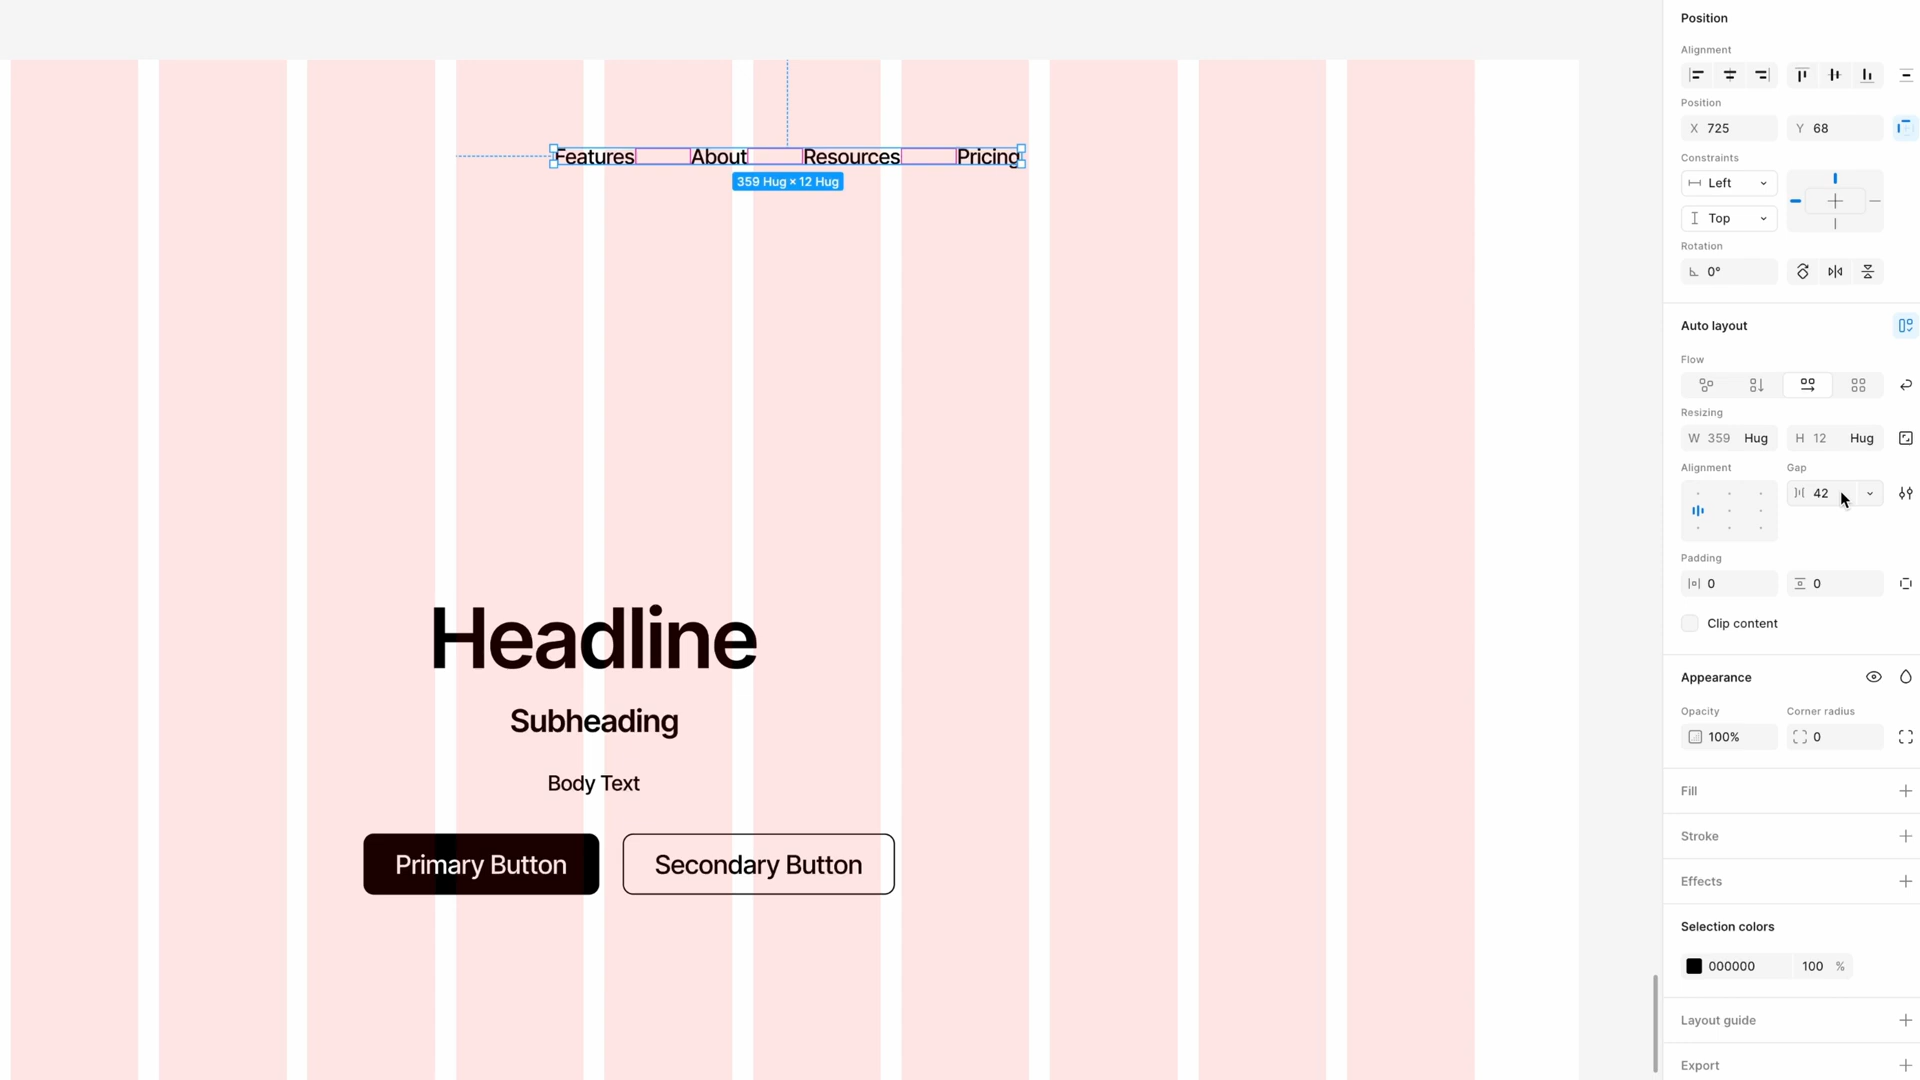 Features About Resources Pricing
359 Hug × 12 Hug
Headline
Subheading
Body Text
Primary Button Secondary Button
Position
Alignment
Position
X 725 Y 68
Constraints
Left
Top
Rotation
0°
Auto layout
Flow
Resizing
W 359 Hug H 12 Hug
Alignment Gap
42
Padding
0 0
Clip content
Appearance
Opacity Corner radius
100% 0
Fill
Stroke
Effects
Selection colors
000000 100 %
Layout guide
Export